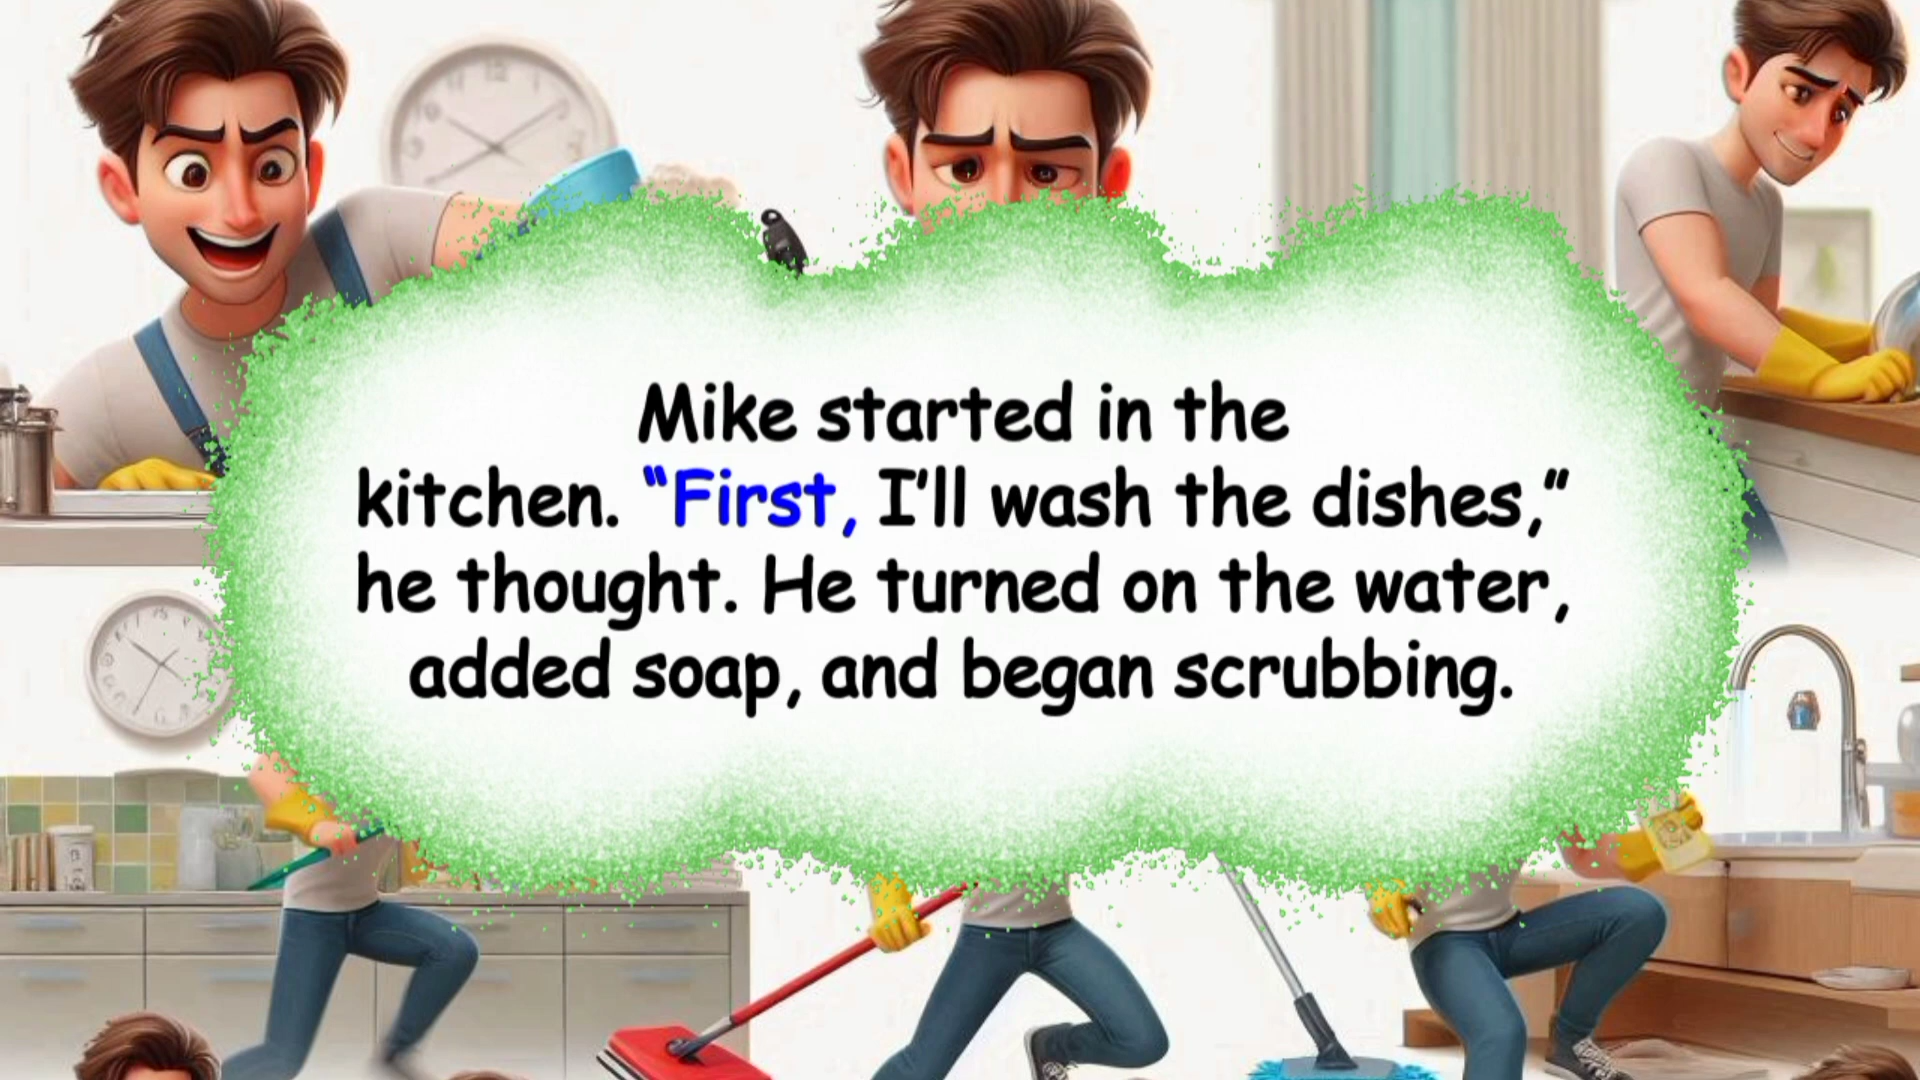 Mike started in the
kitchen. “First, I’ll wash the dishes,”
he thought. He turned on the water,
added soap, and began scrubbing.